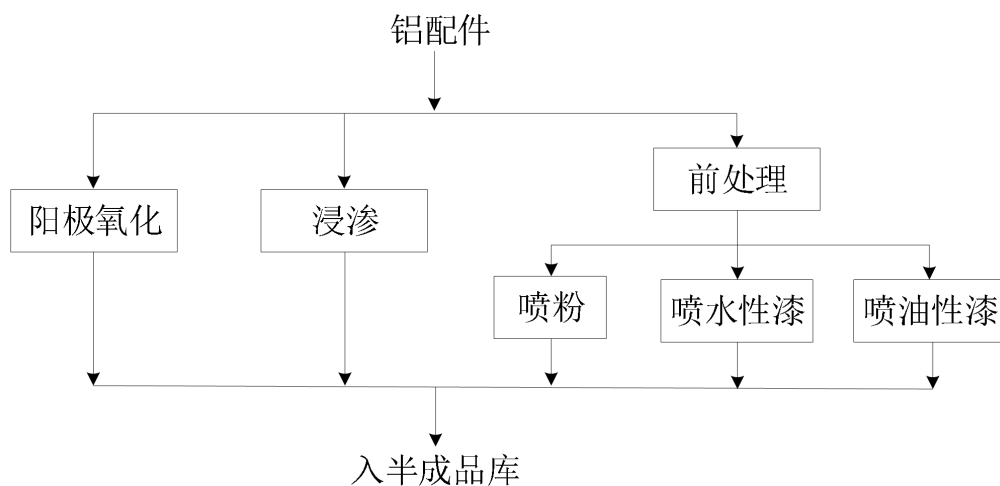 铝配件
前处理
阳极氧化
浸渗
喷粉
喷水性漆
喷油性漆
入半成品库